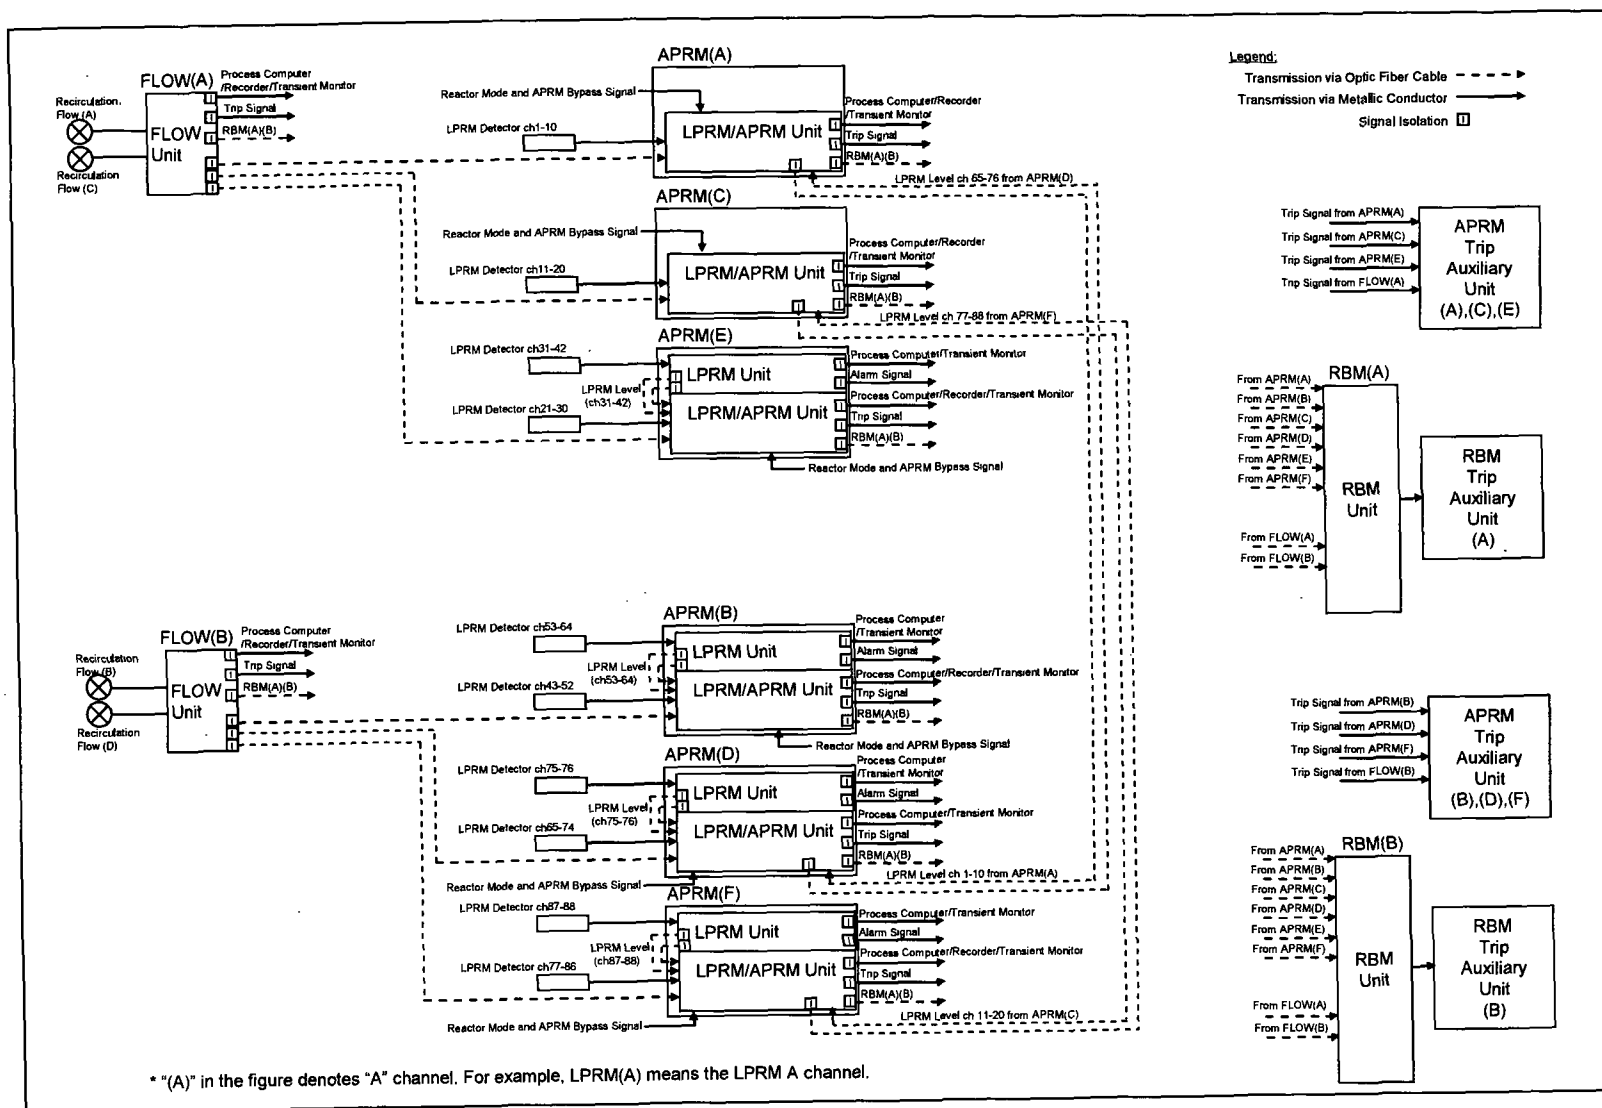 Legend:
Transmission via Optic Fiber Cable
Transmission via Metallic Conductor
Signal Isolation I
FLOW(A)
Process Computer
/Recorder/Transient Monitor
Trip Signal
RBM(A)(B)
Recirculation.
Flow (A)
FLOW
Unit
Recirculation
Flow (C)
APRM(A)
Reactor Mode and APRM Bypass Signal
LPRM Detector ch1-10
LPRM/APRM Unit
Process Computer/Recorder
/Transient Monitor
Trip Signal
RBM(A)(B)
LPRM Level ch 65-76 from APRM(D)
APRM(C)
Reactor Mode and APRM Bypass Signal
LPRM Detector ch11-20
LPRM/APRM Unit
Process Computer/Recorder
/Transient Monitor
Trip Signal
RBM(A)(B)
LPRM Level ch 77-88 from APRM(F)
APRM(E)
LPRM Detector ch31-42
LPRM Unit
Process Computer/Transient Monitor
Alarm Signal
LPRM Level
(ch31-42)
LPRM Detector ch21-30
LPRM/APRM Unit
Process Computer/Recorder/Transient Monitor
Trip Signal
RBM(A)(B)
Reactor Mode and APRM Bypass Signal
Trip Signal from APRM(A)
Trip Signal from APRM(C)
Trip Signal from APRM(E)
Trip Signal from FLOW(A)
APRM
Trip
Auxiliary
Unit
(A),(C),(E)
RBM(A)
From APRM(A)
From APRM(B)
From APRM(C)
From APRM(D)
From APRM(E)
From APRM(F)
From FLOW(A)
From FLOW(B)
RBM
Unit
RBM
Trip
Auxiliary
Unit
(A)
FLOW(B)
Process Computer
/Recorder/Transient Monitor
Trip Signal
RBM(A)(B)
Recirculation
Flow (B)
FLOW
Unit
Recirculation
Flow (D)
APRM(B)
LPRM Detector ch53-64
LPRM Unit
Process Computer
/Transient Monitor
Alarm Signal
LPRM Level
(ch53-64)
LPRM Detector ch43-52
LPRM/APRM Unit
Process Computer/Recorder/Transient Monitor
Trip Signal
RBM(A)(B)
Reactor Mode and APRM Bypass Signal
APRM(D)
LPRM Detector ch75-76
LPRM Unit
Process Computer
/Transient Monitor
Alarm Signal
LPRM Level
(ch75-76)
LPRM Detector ch65-74
LPRM/APRM Unit
Process Computer/Transient Monitor
Trip Signal
RBM(A)(B)
LPRM Level ch 1-10 from APRM(A)
Reactor Mode and APRM Bypass Signal
APRM(F)
LPRM Detector ch87-88
LPRM Unit
Process Computer/Transient Monitor
Alarm Signal
LPRM Level
(ch87-88)
LPRM Detector ch77-86
LPRM/APRM Unit
Process Computer/Recorder/Transient Monitor
Trip Signal
RBM(A)(B)
LPRM Level ch 11-20 from APRM(C)
Reactor Mode and APRM Bypass Signal
Trip Signal from APRM(B)
Trip Signal from APRM(D)
Trip Signal from APRM(F)
Trip Signal from FLOW(B)
APRM
Trip
Auxiliary
Unit
(B),(D),(F)
RBM(B)
From APRM(A)
From APRM(B)
From APRM(C)
From APRM(D)
From APRM(E)
From APRM(F)
From FLOW(A)
From FLOW(B)
RBM
Unit
RBM
Trip
Auxiliary
Unit
(B)
* "(A)" in the figure denotes "A" channel. For example, LPRM(A) means the LPRM A channel.